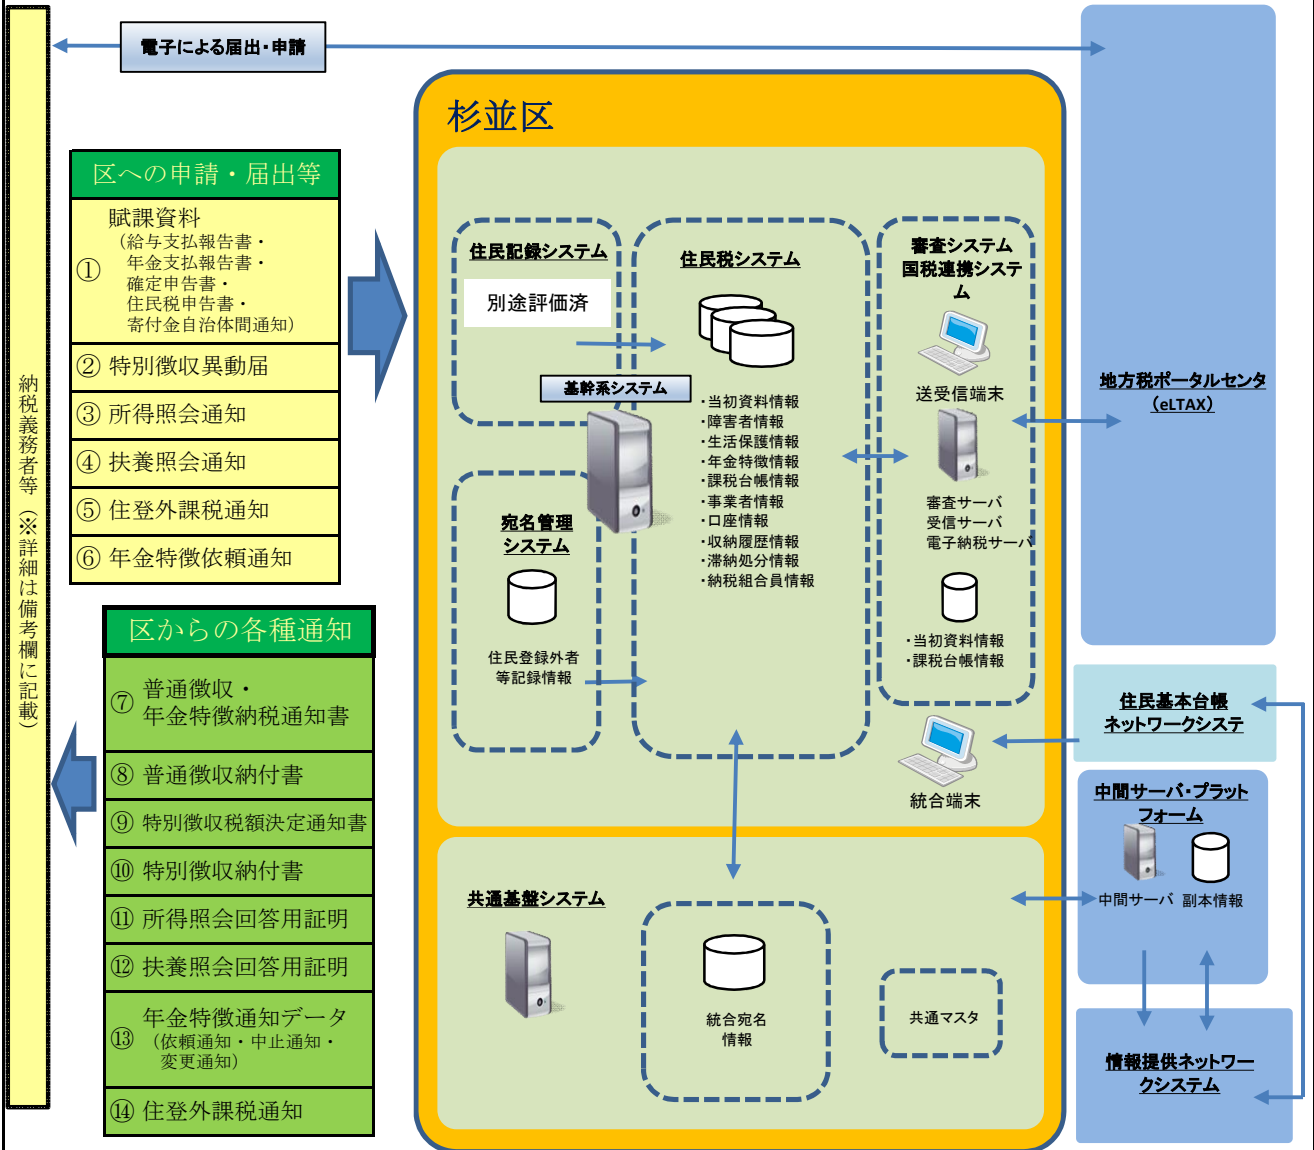 電子による届出・申請
納税義務者等（※詳細は備考欄に記載）
区への申請・届出等
①
賦課資料
（給与支払報告書・
年金支払報告書・
確定申告書・
住民税申告書・
寄付金自治体間通知）
② 特別徴収異動届
③ 所得照会通知
④ 扶養照会通知
⑤ 住登外課税通知
⑥ 年金特徴依頼通知
区からの各種通知
⑦ 普通徴収・
年金特徴納税通知書
⑧ 普通徴収納付書
⑨ 特別徴収税額決定通知書
⑩ 特別徴収納付書
⑪ 所得照会回答用証明
⑫ 扶養照会回答用証明
⑬ 年金特徴通知データ
（依頼通知・中止通知・
変更通知）
⑭ 住登外課税通知
杉並区
住民記録システム
別途評価済
基幹系システム
宛名管理
システム
住民登録外者
等記録情報
住民税システム
・当初資料情報
・障害者情報
・生活保護情報
・年金特徴情報
・課税台帳情報
・事業者情報
・口座情報
・収納履歴情報
・滞納処分情報
・納税組合員情報
審査システム
国税連携システ
ム
送受信端末
審査サーバ
受信サーバ
電子納税サーバ
・当初資料情報
・課税台帳情報
統合端末
共通基盤システム
統合宛名
情報
共通マスタ
地方税ポータルセンタ
（eLTAX）
住民基本台帳
ネットワークシステ
中間サーバ・プラット
フォーム
中間サーバ 副本情報
情報提供ネットワー
クシステム